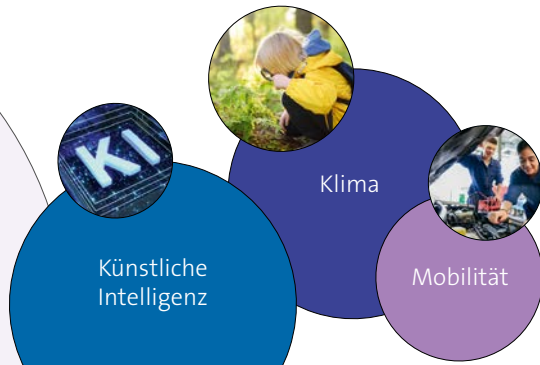 KI
Klima
Künstliche
Intelligenz
Mobilität